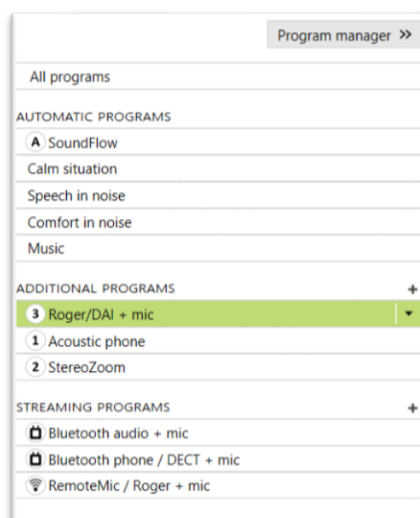 Program manager »
All programs
AUTOMATIC PROGRAMS
A SoundFlow
Calm situation
Speech in noise
Comfort in noise
Music
ADDITIONAL PROGRAMS +
3 Roger/DAI + mic
1 Acoustic phone
2 StereoZoom
STREAMING PROGRAMS +
Bluetooth audio + mic
Bluetooth phone / DECT + mic
RemoteMic / Roger + mic